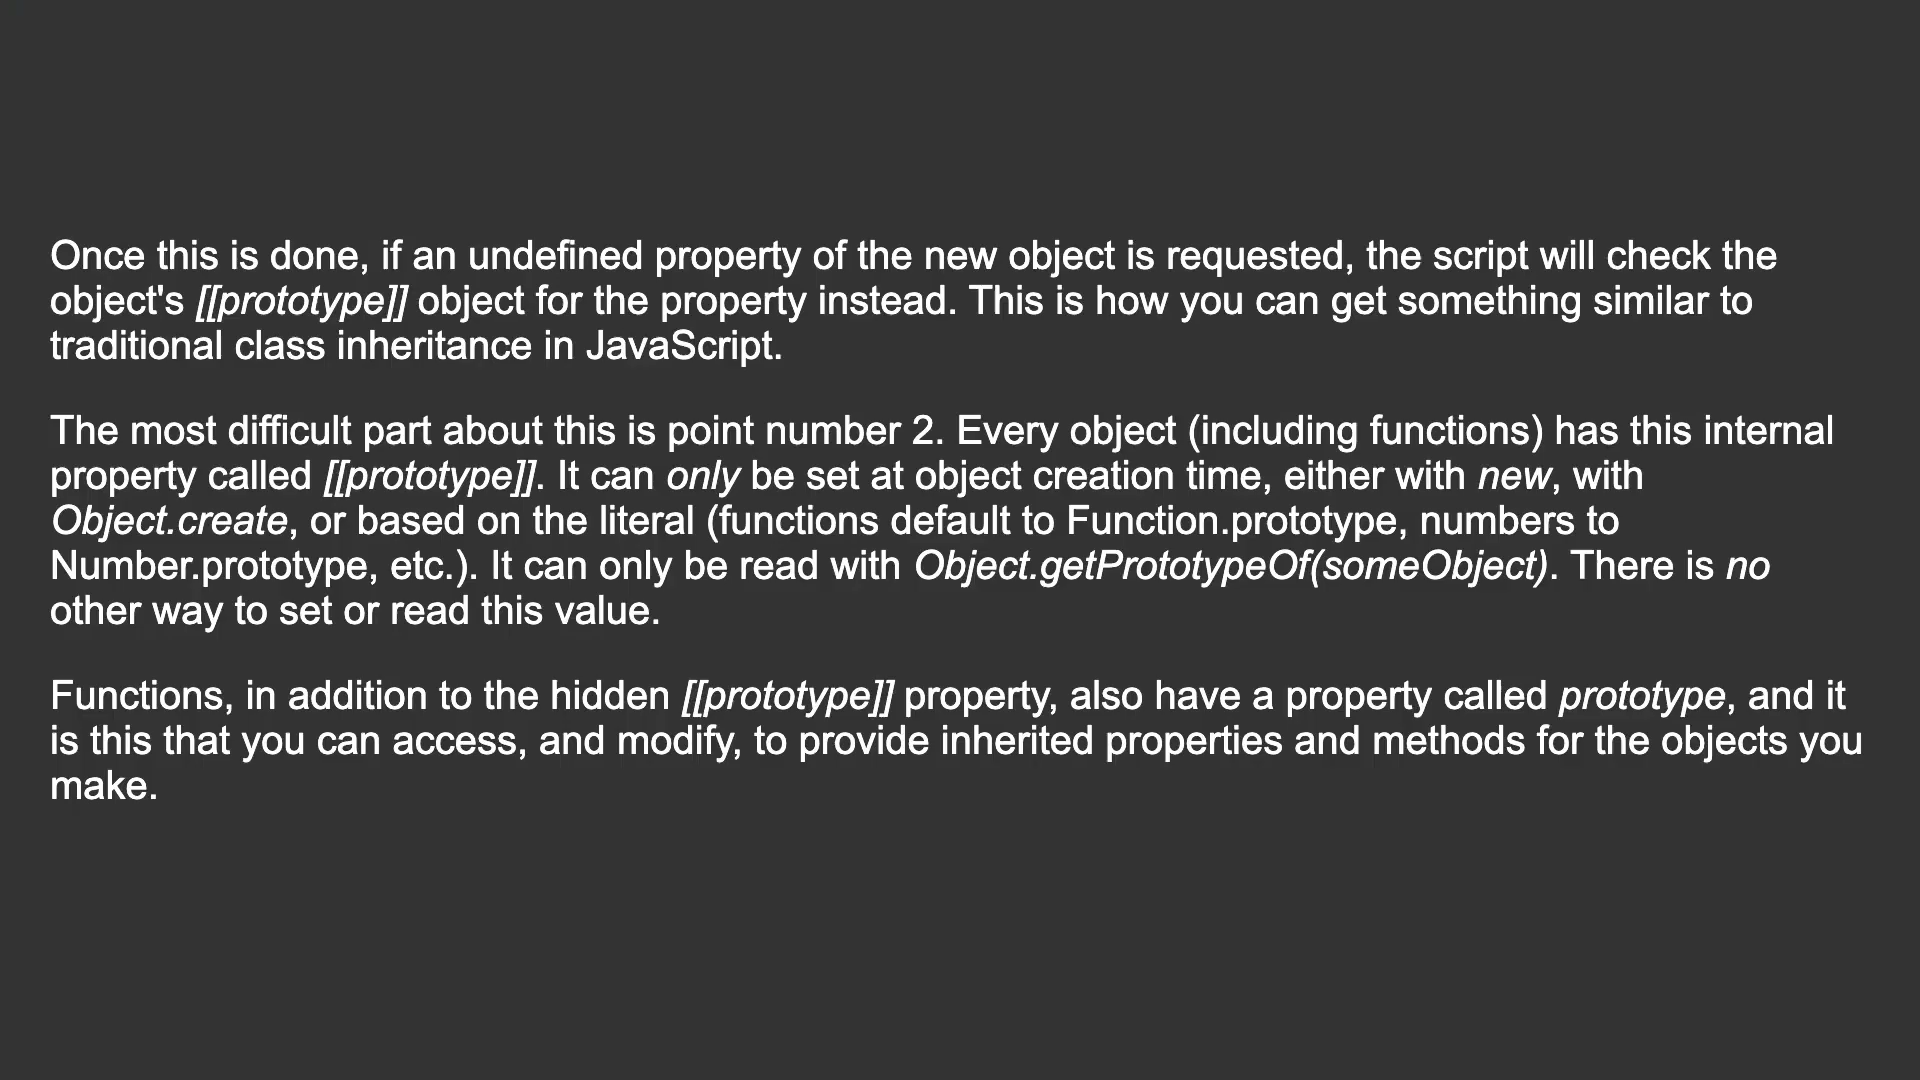 Once this is done, if an undefined property of the new object is requested, the script will check the
object's [[prototype]] object for the property instead. This is how you can get something similar to
traditional class inheritance in JavaScript.
The most difficult part about this is point number 2. Every object (including functions) has this internal
property called [[prototype]]. It can only be set at object creation time, either with new, with
Object.create, or based on the literal (functions default to Function.prototype, numbers to
Number.prototype, etc.). It can only be read with Object.getPrototypeOf(someObject). There is no
other way to set or read this value.
Functions, in addition to the hidden [[prototype]] property, also have a property called prototype, and it
is this that you can access, and modify, to provide inherited properties and methods for the objects you
make.